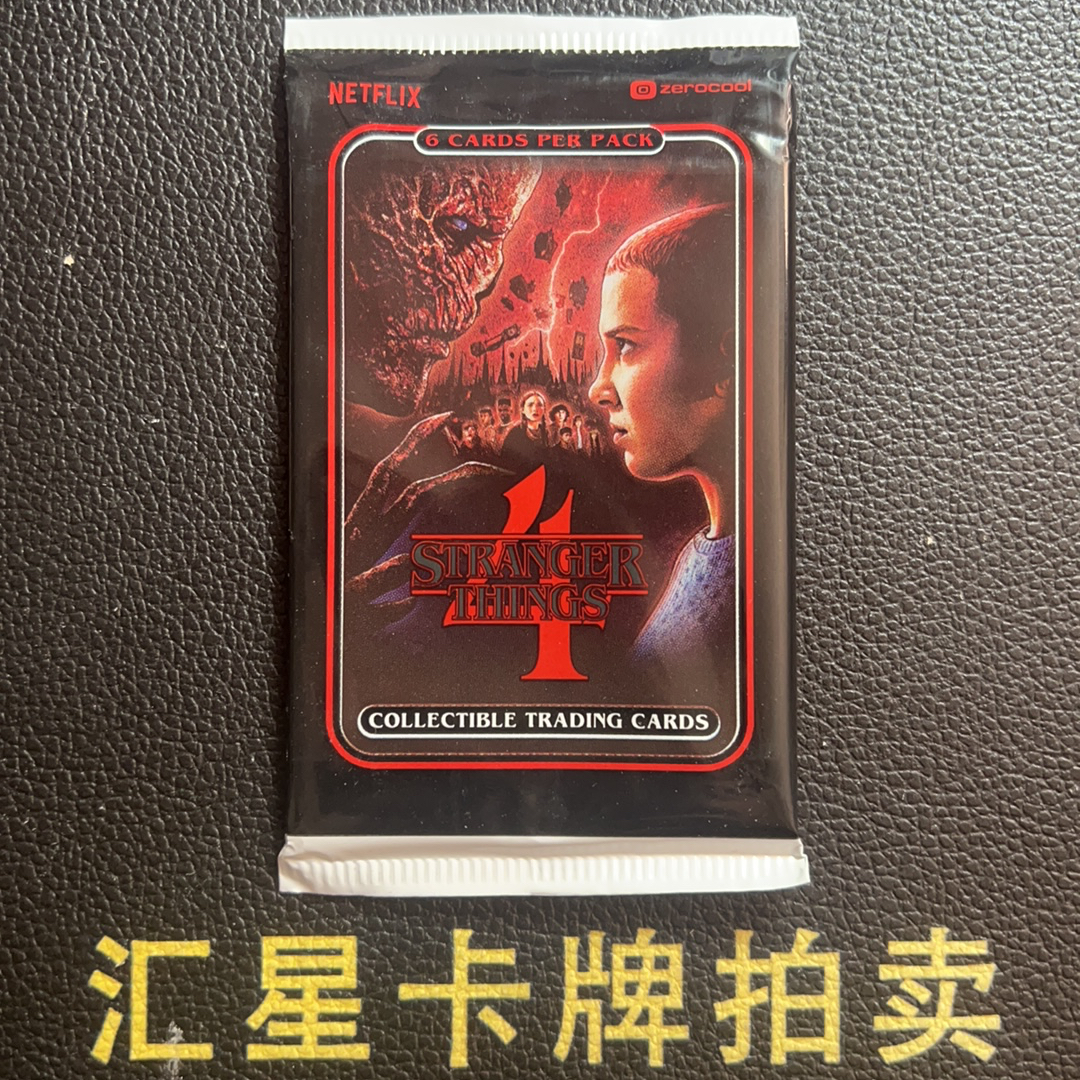 NETFLIX
zerocool
6 CARDS PER PACK
4
STRANGER
THINGS
COLLECTIBLE TRADING CARDS
汇星卡牌拍卖